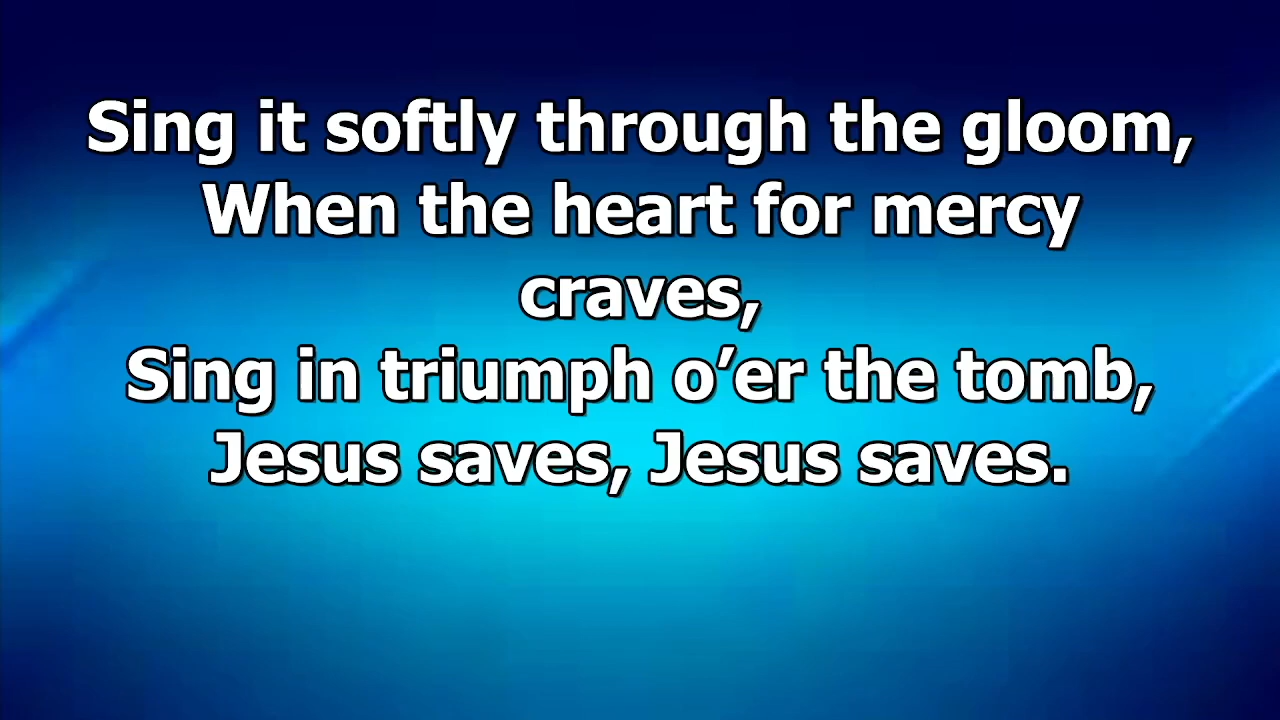 Sing it softly through the gloom,
When the heart for mercy
craves,
Sing in triumph o’er the tomb,
Jesus saves, Jesus saves.